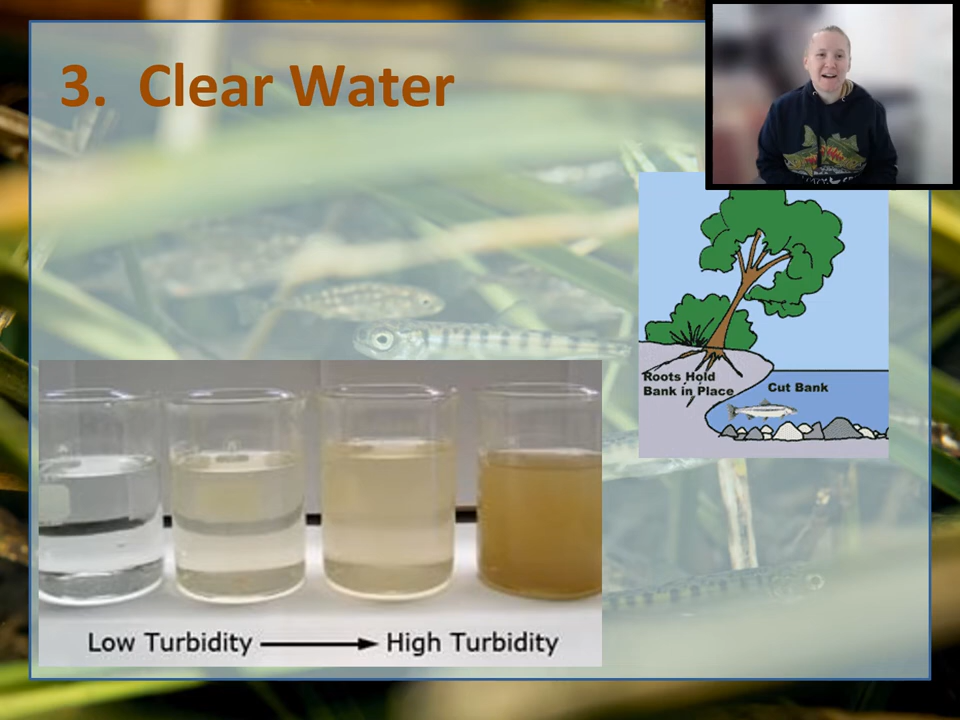 3. Clear Water
Roots Hold
Bank in Place
Cut Bank
Low Turbidity
High Turbidity